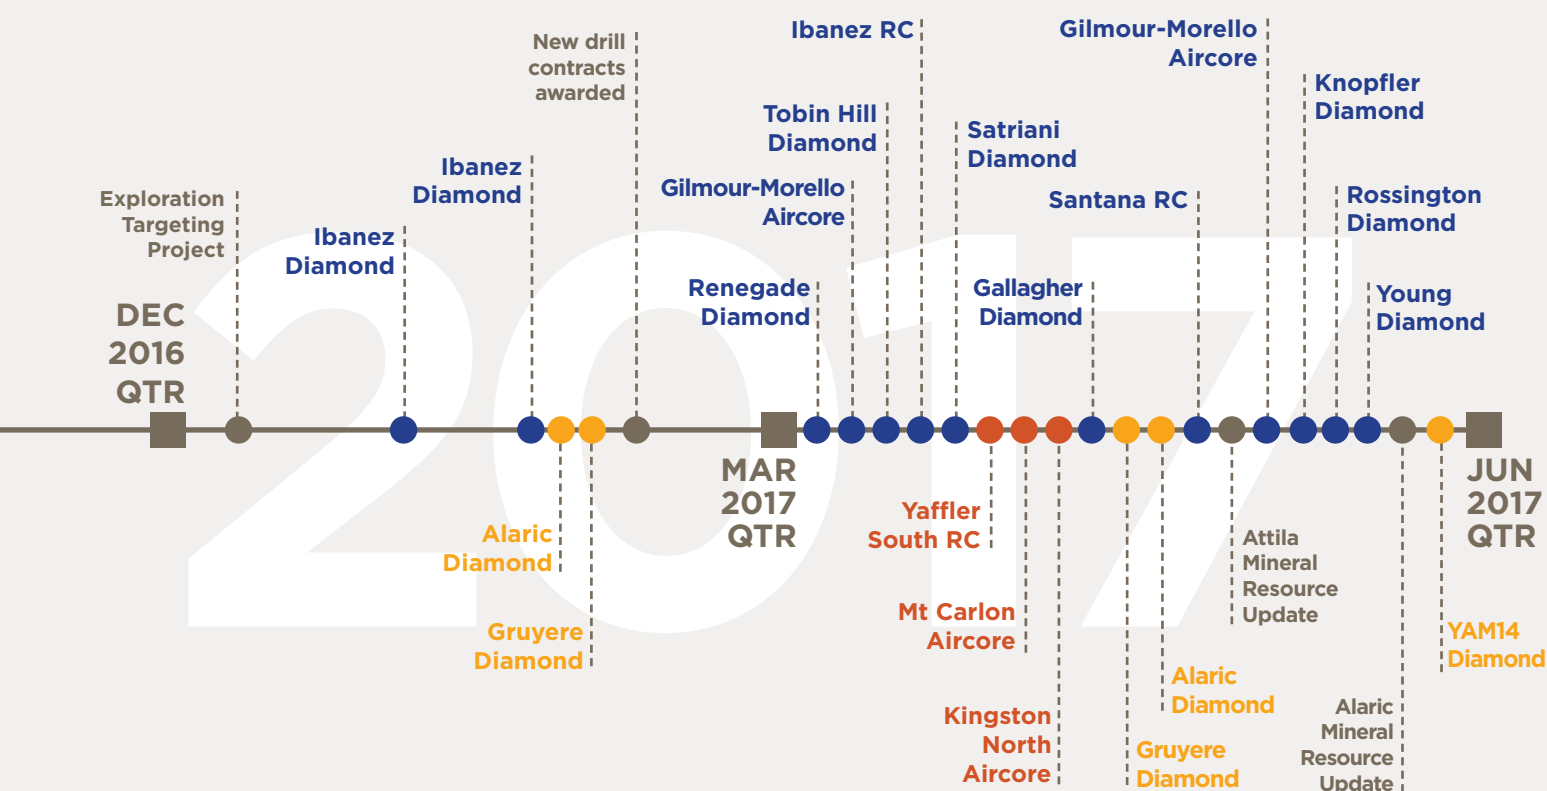 2017
New drill
contracts
awarded
Ibanez RC
Gilmour-Morello
Aircore
Knopfler
Diamond
Tobin Hill
Diamond
Satriani
Diamond
Ibanez
Diamond
Gilmour-Morello
Aircore
Santana RC
Rossington
Diamond
Exploration
Targeting
Project
Ibanez
Diamond
Renegade
Diamond
Gallagher
Diamond
Young
Diamond
DEC
2016
QTR
MAR
2017
QTR
JUN
2017
QTR
Alaric
Diamond
Gruyere
Diamond
Yaffler
South RC
Mt Carlon
Aircore
Kingston
North
Aircore
Attila
Mineral
Resource
Update
Alaric
Diamond
Gruyere
Diamond
Alaric
Mineral
Resource
Update
YAM14
Diamond